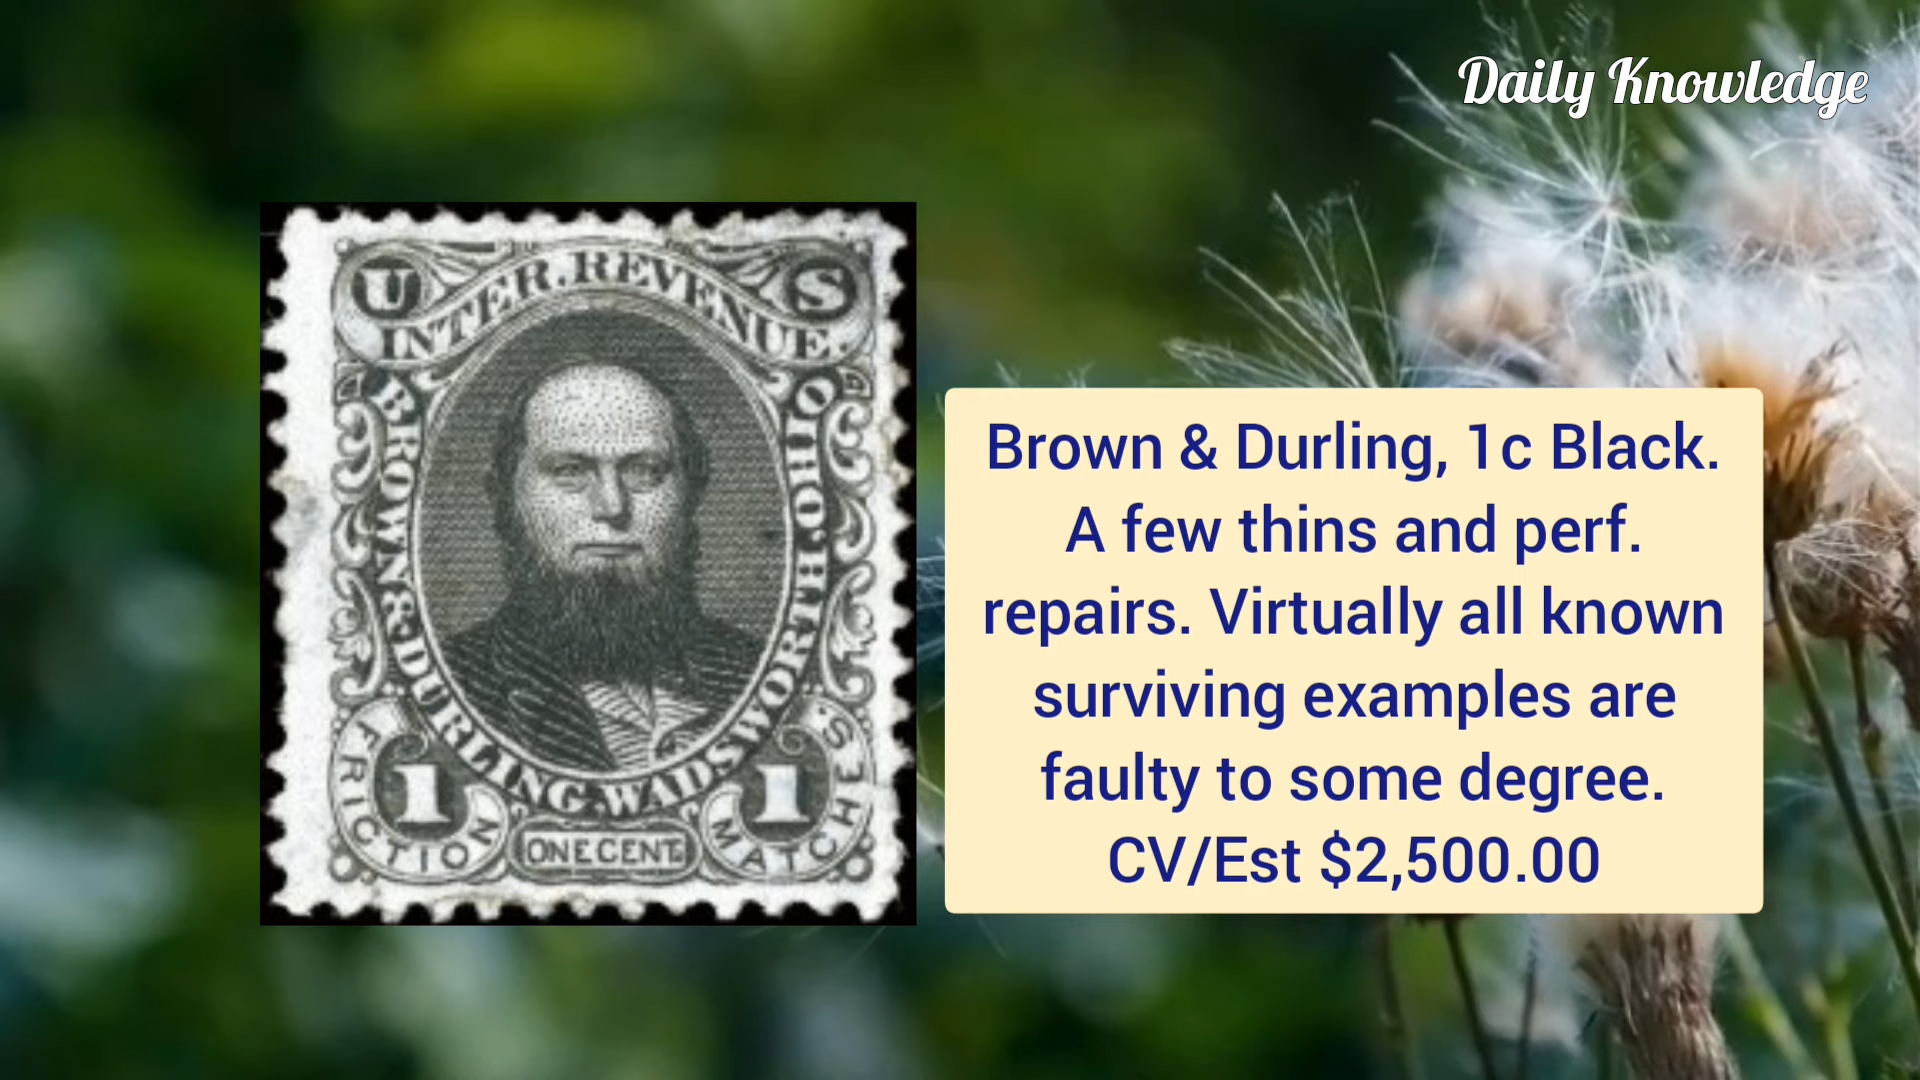 Daily Knowledge
U S
INTER. REVENUE.
BROWN & DURLING. WADSWORTH. OHIO
FRICTION 1 ONE CENT. 1 MATCHES
Brown & Durling, 1c Black.
A few thins and perf.
repairs. Virtually all known
surviving examples are
faulty to some degree.
CV/Est $2,500.00